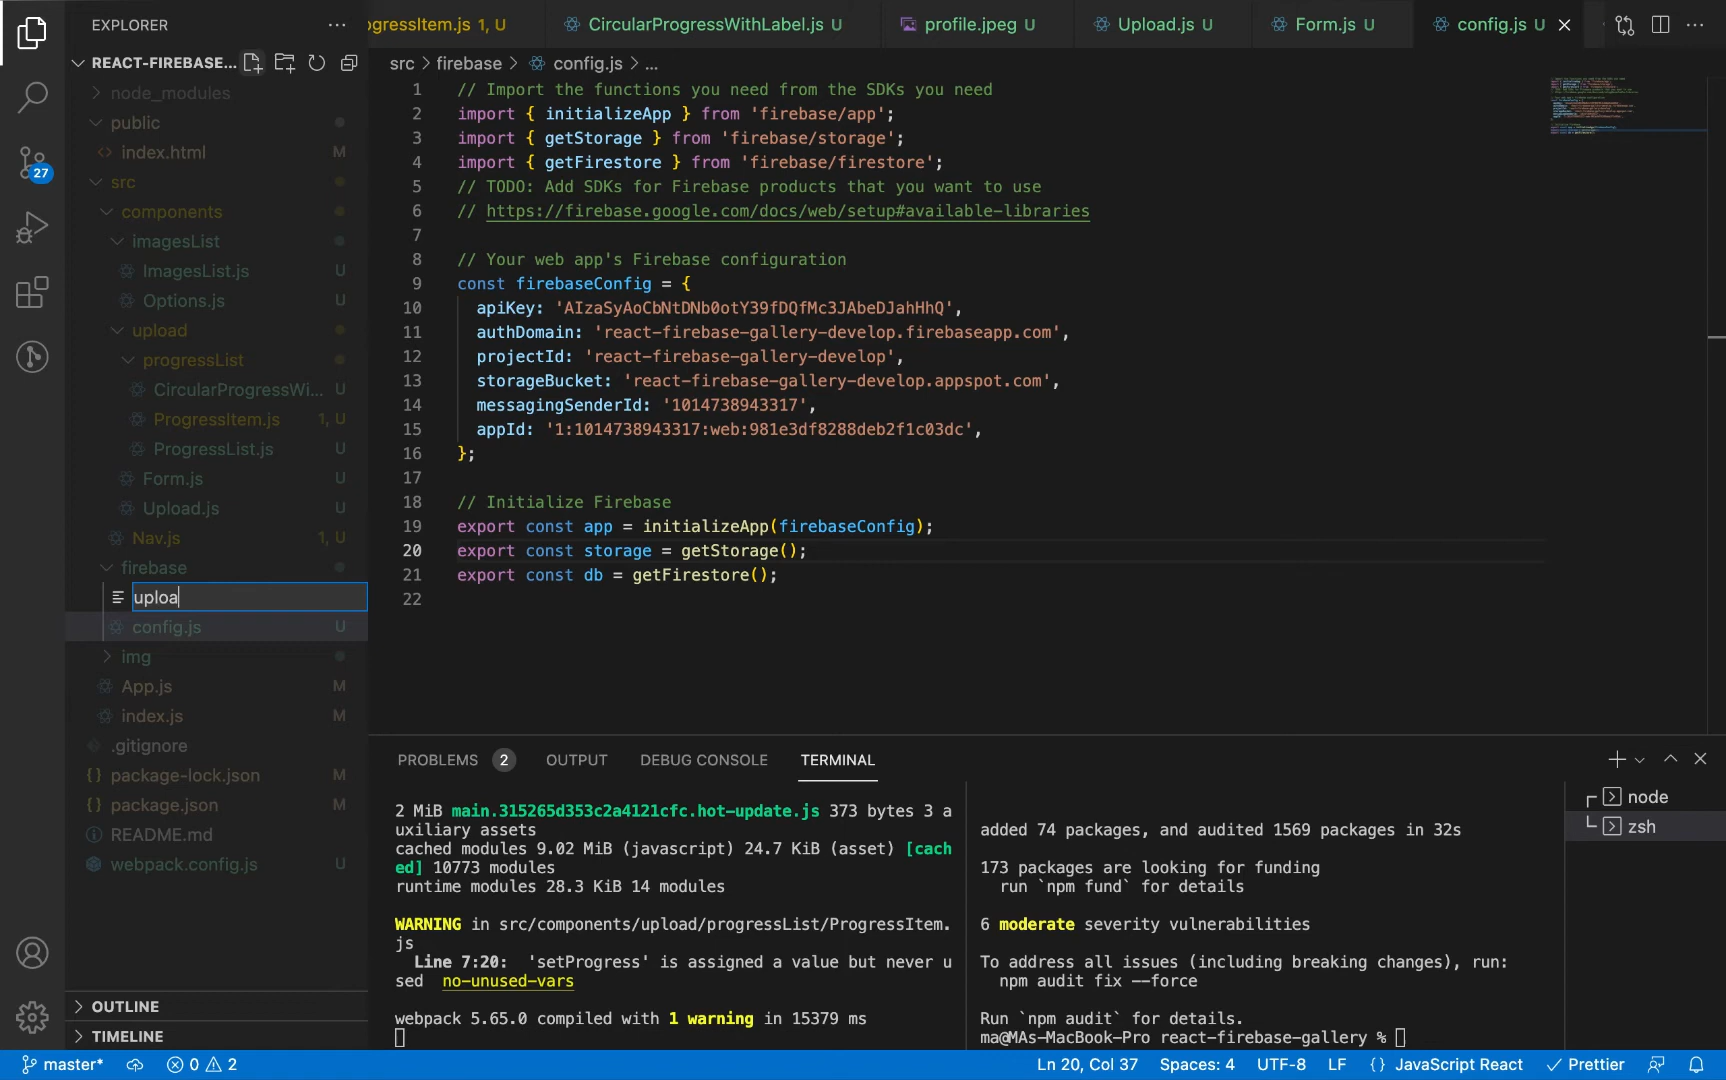 EXPLORER
ogressItem.js 1, U
CircularProgressWithLabel.js U
profile.jpeg U
Upload.js U
Form.js U
config.js U
REACT-FIREBASE...
src > firebase > config.js > ...
node_modules
public
index.html M
src
components
imagesList
ImagesList.js U
Options.js U
upload
progressList
CircularProgressWi... U
ProgressItem.js 1, U
ProgressList.js U
Form.js U
Upload.js U
Nav.js 1, U
firebase
uploa
config.js U
img
App.js M
index.js M
.gitignore
package-lock.json M
package.json M
README.md
webpack.config.js U
OUTLINE
TIMELINE
27
1 // Import the functions you need from the SDKs you need
2 import { initializeApp } from 'firebase/app';
3 import { getStorage } from 'firebase/storage';
4 import { getFirestore } from 'firebase/firestore';
5 // TODO: Add SDKs for Firebase products that you want to use
6 // https://firebase.google.com/docs/web/setup#available-libraries
7
8 // Your web app's Firebase configuration
9 const firebaseConfig = {
10 apiKey: 'AIzaSyAoCbNtDNb0otY39fDQfMc3JAbeDJahHhQ',
11 authDomain: 'react-firebase-gallery-develop.firebaseapp.com',
12 projectId: 'react-firebase-gallery-develop',
13 storageBucket: 'react-firebase-gallery-develop.appspot.com',
14 messagingSenderId: '1014738943317',
15 appId: '1:1014738943317:web:981e3df8288deb2f1c03dc',
16 };
17
18 // Initialize Firebase
19 export const app = initializeApp(firebaseConfig);
20 export const storage = getStorage();
21 export const db = getFirestore();
22
PROBLEMS 2 OUTPUT DEBUG CONSOLE TERMINAL
2 MiB main.315265d353c2a4121cfc.hot-update.js 373 bytes 3 a
uxiliary assets
cached modules 9.02 MiB (javascript) 24.7 KiB (asset) [cach
ed] 10773 modules
runtime modules 28.3 KiB 14 modules
WARNING in src/components/upload/progressList/ProgressItem.
js
Line 7:20: 'setProgress' is assigned a value but never u
sed no-unused-vars
webpack 5.65.0 compiled with 1 warning in 15379 ms
added 74 packages, and audited 1569 packages in 32s
173 packages are looking for funding
run `npm fund` for details
6 moderate severity vulnerabilities
To address all issues (including breaking changes), run:
npm audit fix --force
Run `npm audit` for details.
ma@MAs-MacBook-Pro react-firebase-gallery %
node
zsh
master* 0 2 Ln 20, Col 37 Spaces: 4 UTF-8 LF {} JavaScript React Prettier